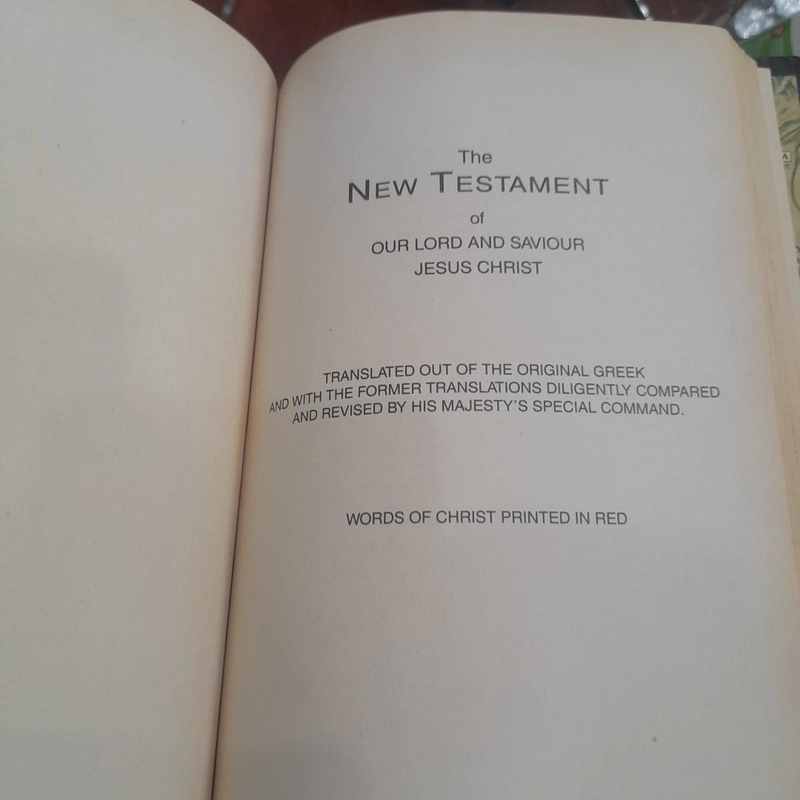 The
NEW TESTAMENT
of
OUR LORD AND SAVIOUR
JESUS CHRIST
TRANSLATED OUT OF THE ORIGINAL GREEK
AND WITH THE FORMER TRANSLATIONS DILIGENTLY COMPARED
AND REVISED BY HIS MAJESTY'S SPECIAL COMMAND.
WORDS OF CHRIST PRINTED IN RED